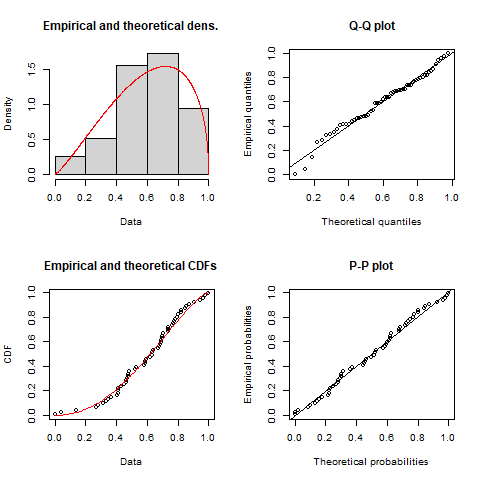 Empirical and theoretical dens.
Density
0.0 0.5 1.0 1.5
0.0 0.2 0.4 0.6 0.8 1.0
Data
Q-Q plot
Empirical quantiles
0.0 0.2 0.4 0.6 0.8 1.0
0.2 0.4 0.6 0.8 1.0
Theoretical quantiles
Empirical and theoretical CDFs
CDF
0.0 0.2 0.4 0.6 0.8 1.0
0.0 0.2 0.4 0.6 0.8 1.0
Data
P-P plot
Empirical probabilities
0.0 0.2 0.4 0.6 0.8 1.0
0.0 0.2 0.4 0.6 0.8 1.0
Theoretical probabilities